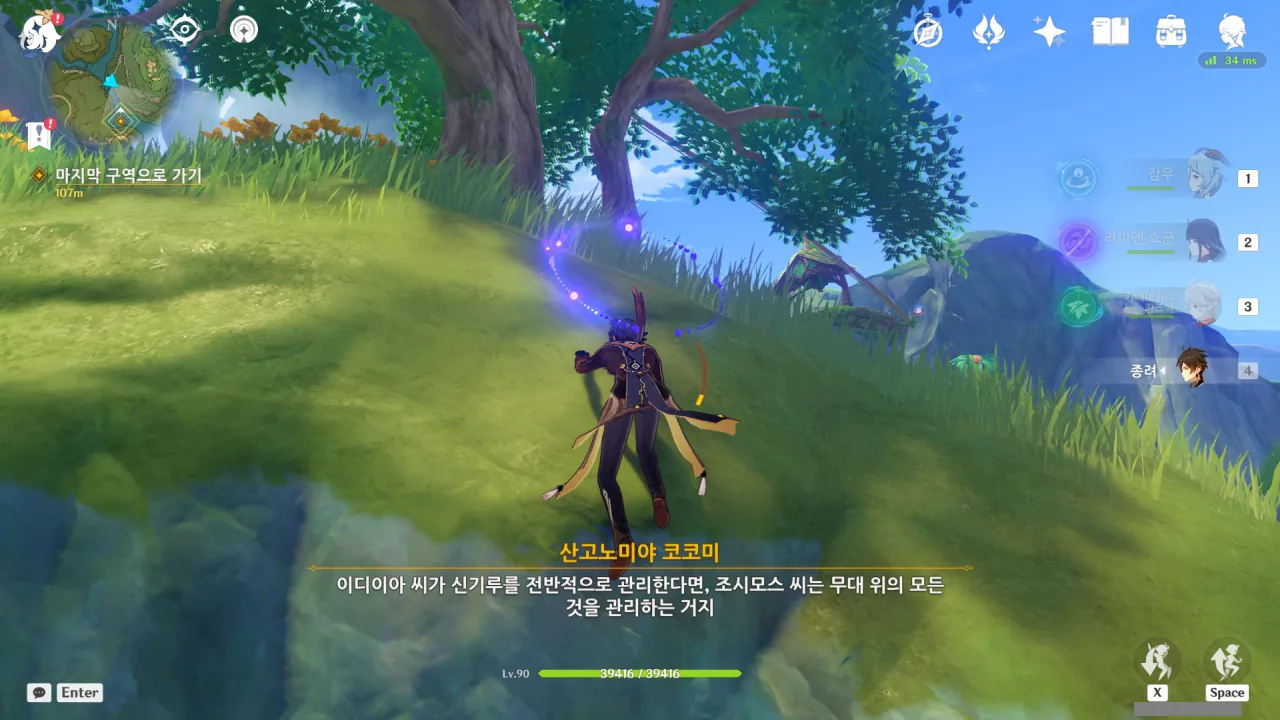 N
34 ms
마지막 구역으로 가기
107m
감우 1
라이덴 쇼군 2
3
종려 4
산고노미야 코코미
이디이아 씨가 신기루를 전반적으로 관리한다면, 조시모스 씨는 무대 위의 모든
것을 관리하는 거지
Lv.90 39416 / 39416
Enter
X Space